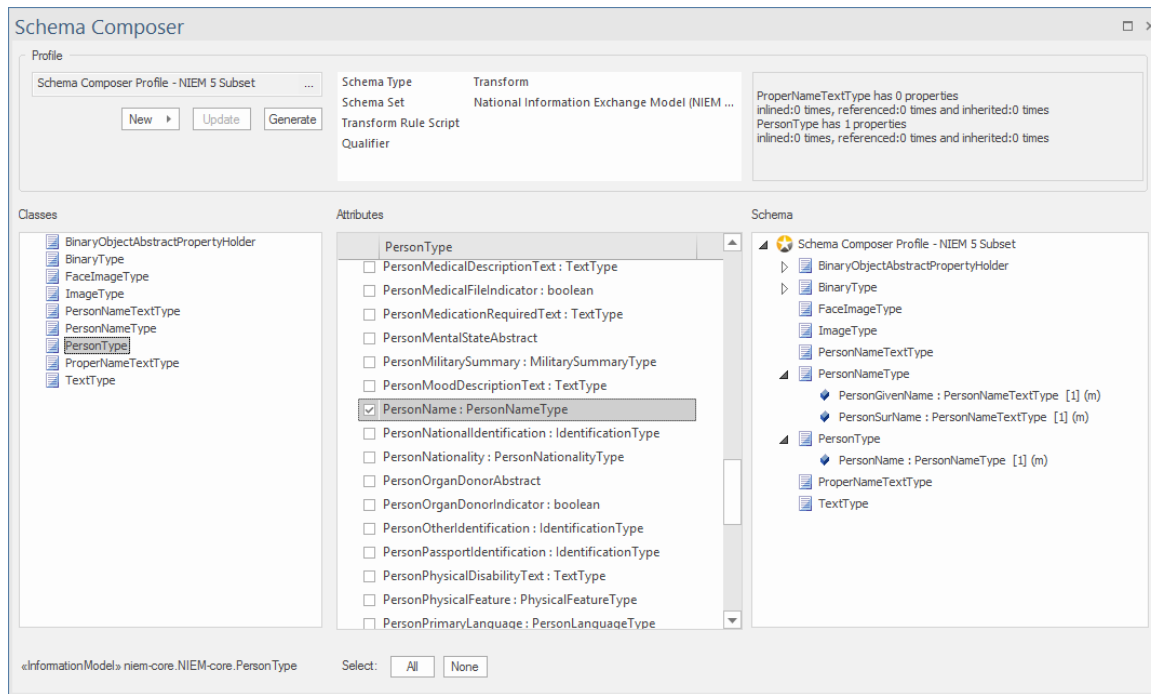 Schema Composer
Profile
Schema Composer Profile - NIEM 5 Subset ...
New
Update
Generate
Schema Type Transform
Schema Set National Information Exchange Model (NIEM ...
Transform Rule Script
Qualifier
ProperNameTextType has 0 properties
inlined:0 times, referenced:0 times and inherited:0 times
PersonType has 1 properties
inlined:0 times, referenced:0 times and inherited:0 times
Classes
BinaryObjectAbstractPropertyHolder
BinaryType
FaceImageType
ImageType
PersonNameTextType
PersonNameType
PersonType
ProperNameTextType
TextType
Attributes
PersonType
PersonMedicalDescriptionText : TextType
PersonMedicalFileIndicator : boolean
PersonMedicationRequiredText : TextType
PersonMentalStateAbstract
PersonMilitarySummary : MilitarySummaryType
PersonMoodDescriptionText : TextType
PersonName : PersonNameType
PersonNationalIdentification : IdentificationType
PersonNationality : PersonNationalityType
PersonOrganDonorAbstract
PersonOrganDonorIndicator : boolean
PersonOtherIdentification : IdentificationType
PersonPassportIdentification : IdentificationType
PersonPhysicalDisabilityText : TextType
PersonPhysicalFeature : PhysicalFeatureType
PersonPrimaryLanguage : PersonLanguageType
Schema
Schema Composer Profile - NIEM 5 Subset
BinaryObjectAbstractPropertyHolder
BinaryType
FaceImageType
ImageType
PersonNameTextType
PersonNameType
PersonGivenName : PersonNameTextType [1] (m)
PersonSurName : PersonNameTextType [1] (m)
PersonType
PersonName : PersonNameType [1] (m)
ProperNameTextType
TextType
«InformationModel» niem-core.NIEM-core.PersonType
Select: All None